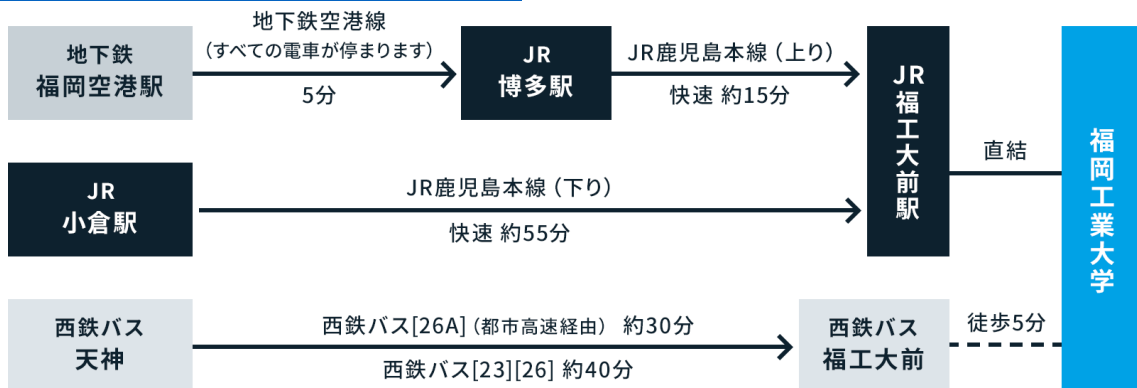 地下鉄
福岡空港駅
地下鉄空港線
（すべての電車が停まります）
5分
JR
博多駅
JR鹿児島本線（上り）
快速 約15分
JR福工大前駅
直結
福岡工業大学
JR
小倉駅
JR鹿児島本線（下り）
快速 約55分
西鉄バス
天神
西鉄バス[26A]（都市高速経由） 約30分
西鉄バス[23][26] 約40分
西鉄バス
福工大前
徒歩5分